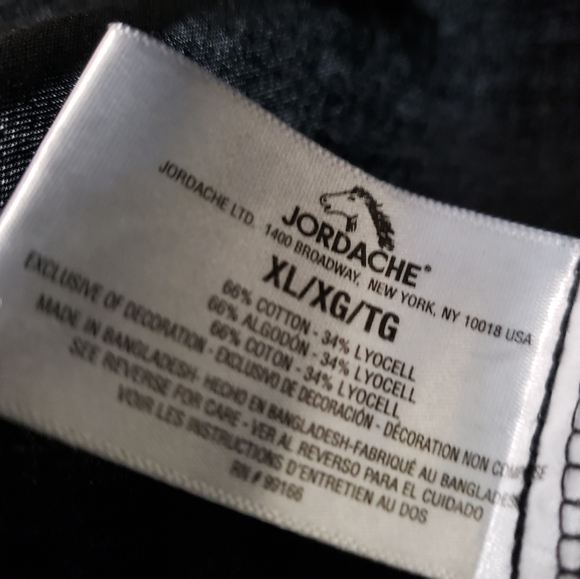 JORDACHE®
JORDACHE LTD. 1400 BROADWAY, NEW YORK, NY 10018 USA
XL/XG/TG
66% COTTON - 34% LYOCELL
66% ALGODÓN - 34% LYOCELL
66% COTON - 34% LYOCELL
EXCLUSIVE OF DECORATION - EXCLUSIVO DE DECORACIÓN - DÉCORATION NON COMPRISE
MADE IN BANGLADESH- HECHO EN BANGLADESH-FABRIQUÉ AU BANGLADESH
SEE REVERSE FOR CARE - VER AL REVERSO PARA EL CUIDADO
VOIR LES INSTRUCTIONS D'ENTRETIEN AU DOS
RN # 99166